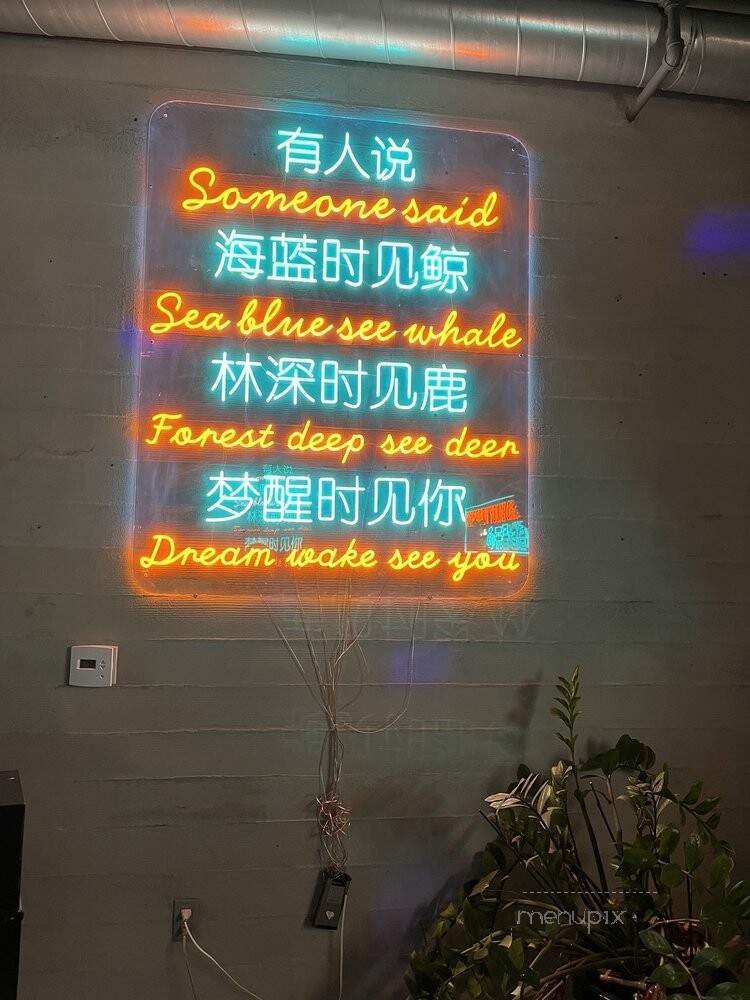 有人说
Someone said
海蓝时见鲸
Sea blue see whale
林深时见鹿
Forest deep see deer
梦醒时见你
Dream wake see you
menupix